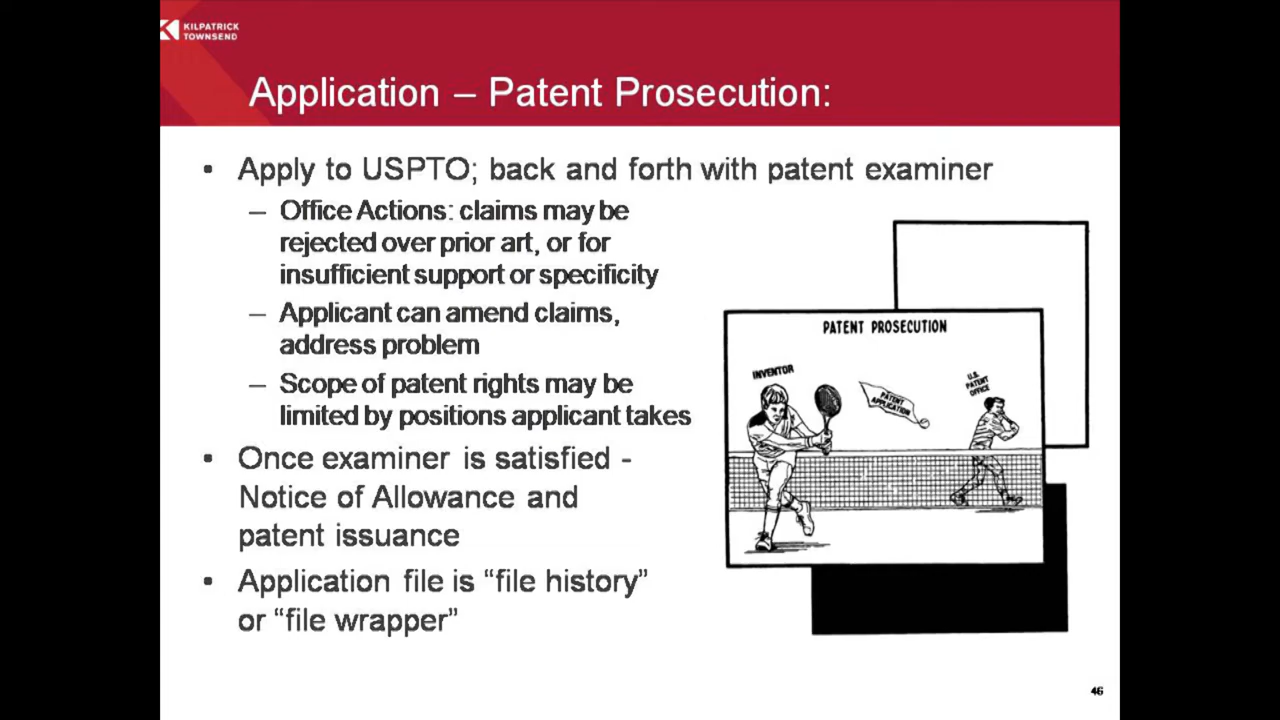 KILPATRICK
TOWNSEND
Application – Patent Prosecution:
• Apply to USPTO; back and forth with patent examiner
– Office Actions: claims may be
rejected over prior art, or for
insufficient support or specificity
– Applicant can amend claims,
address problem
– Scope of patent rights may be
limited by positions applicant takes
• Once examiner is satisfied -
Notice of Allowance and
patent issuance
• Application file is “file history”
or “file wrapper”
PATENT PROSECUTION
INVENTOR
PATENT
APPLICATION
U.S.
PATENT
OFFICE
46